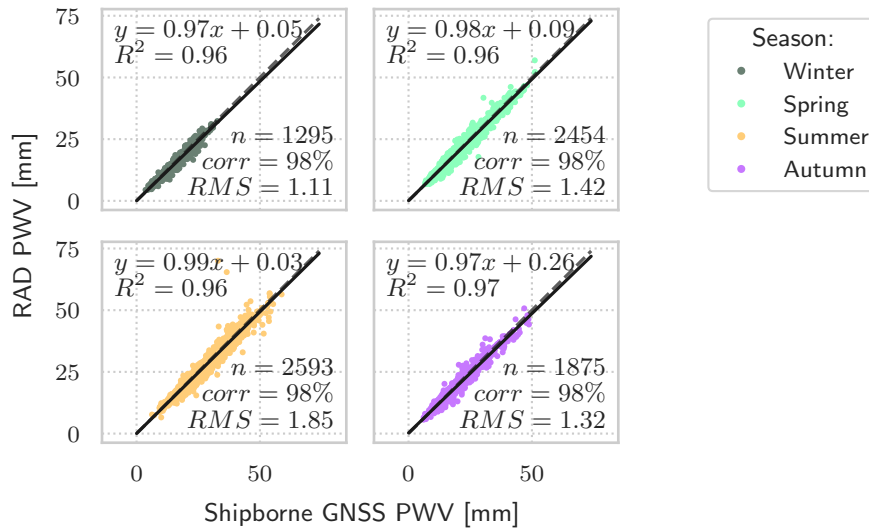 75
50
25
0
y = 0.97x + 0.05
R² = 0.96
n = 1295
corr = 98%
RMS = 1.11
y = 0.98x + 0.09
R² = 0.96
n = 2454
corr = 98%
RMS = 1.42
Season:
Winter
Spring
Summer
Autumn
RAD PWV [mm]
75
50
25
0
y = 0.99x + 0.03
R² = 0.96
n = 2593
corr = 98%
RMS = 1.85
y = 0.97x + 0.26
R² = 0.97
n = 1875
corr = 98%
RMS = 1.32
0 50
0 50
Shipborne GNSS PWV [mm]